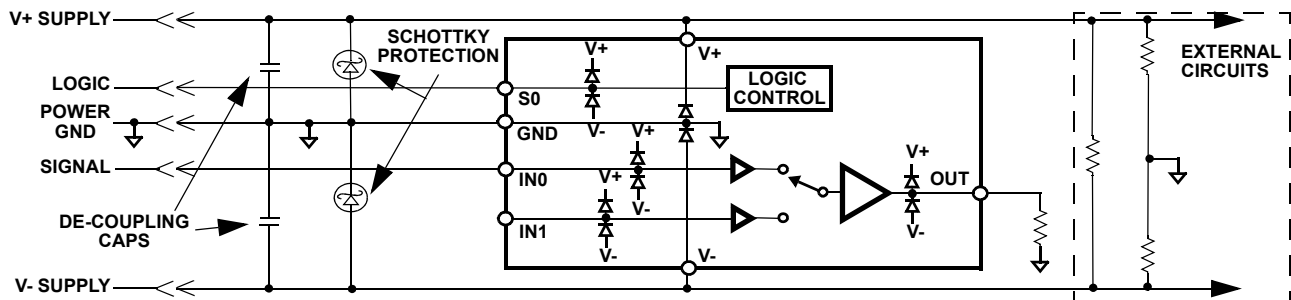 V+ SUPPLY
SCHOTTKY
PROTECTION
V+
V+
EXTERNAL
CIRCUITS
LOGIC
S0
V-
LOGIC
CONTROL
POWER
GND
GND
V+
SIGNAL
IN0
V+
V-
V+
OUT
DE-COUPLING
CAPS
IN1
V-
V-
V-
V- SUPPLY